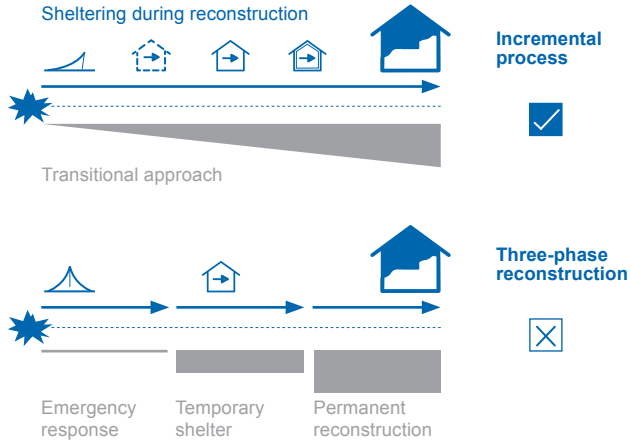 Sheltering during reconstruction
Incremental
process
Transitional approach
Three-phase
reconstruction
Emergency
response
Temporary
shelter
Permanent
reconstruction